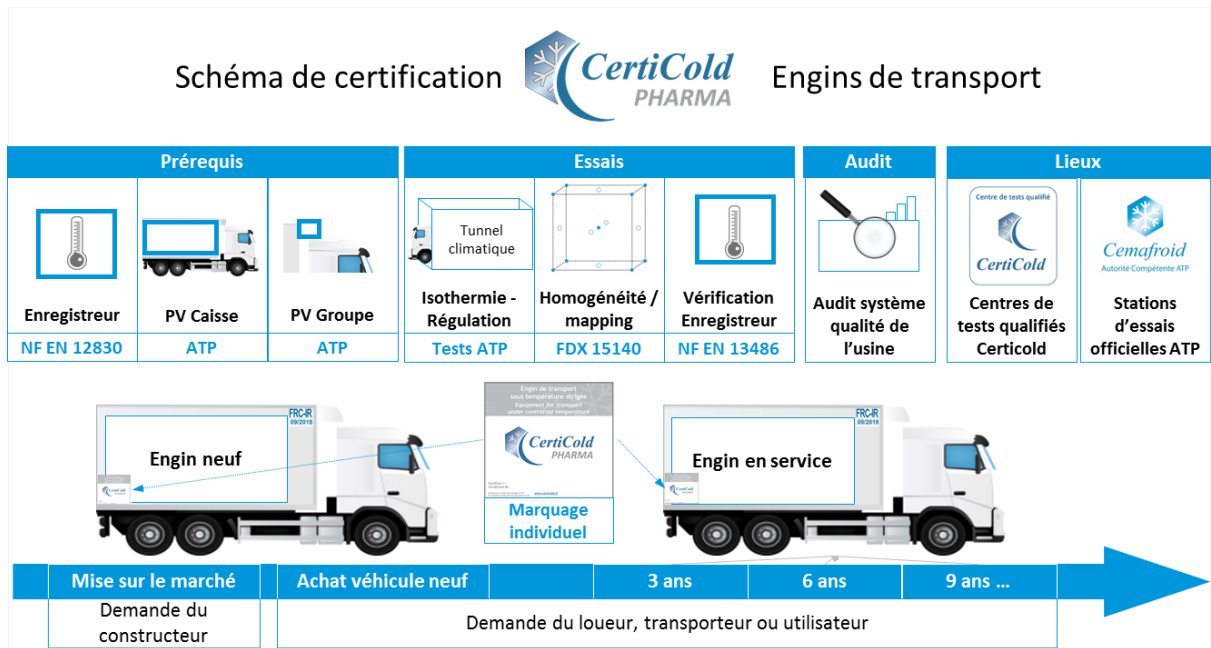 Schéma de certification
CertiCold
PHARMA
Engins de transport
Prérequis
Enregistreur
NF EN 12830
PV Caisse
ATP
PV Groupe
ATP
Essais
Tunnel
climatique
Isothermie -
Régulation
Tests ATP
Homogénéité /
mapping
FDX 15140
Vérification
Enregistreur
NF EN 13486
Audit
Audit système
qualité de
l'usine
Lieux
Centre de tests qualifié
CertiCold
Centres de
tests qualifiés
Certicold
Cemafroid
Autorité Compétente ATP
Stations
d'essais
officielles ATP
FRC-IR
09/2018
Engin neuf
CertiCold
PHARMA
Engin de transport
sous température dirigée
Equipment for transport
under controlled temperature
CertiCold
PHARMA
Marquage
individuel
FRC-IR
09/2018
Engin en service
CertiCold
PHARMA
Mise sur le marché
Achat véhicule neuf
3 ans
6 ans
9 ans ...
Demande du
constructeur
Demande du loueur, transporteur ou utilisateur